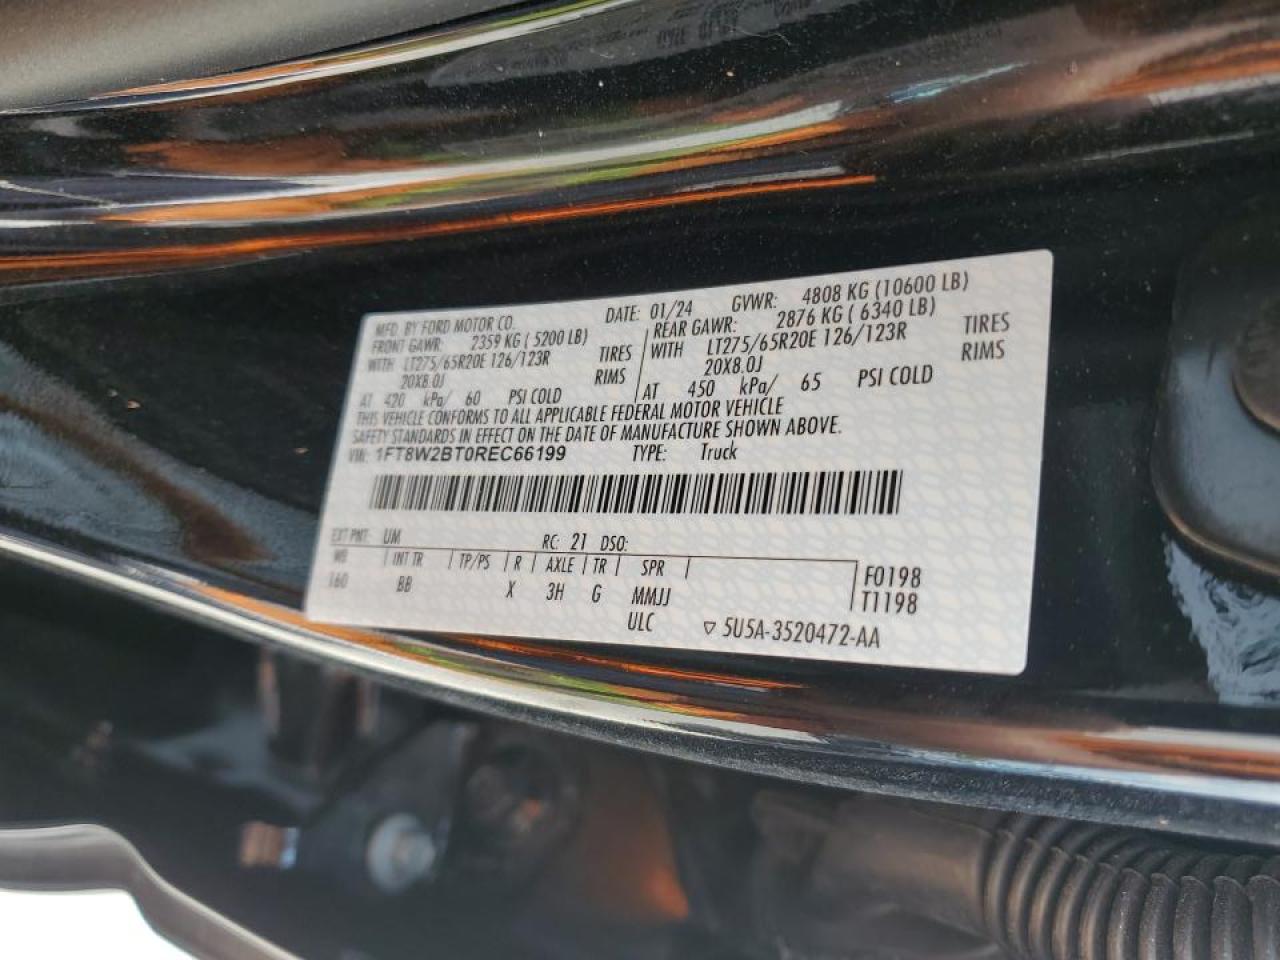 MFD. BY FORD MOTOR CO.
DATE: 01/24 GVWR: 4808 KG (10600 LB)
FRONT GAWR: 2359 KG ( 5200 LB) REAR GAWR: 2876 KG ( 6340 LB)
WITH LT275/65R20E 126/123R TIRES WITH LT275/65R20E 126/123R TIRES
20X8.0J RIMS 20X8.0J RIMS
AT 420 kPa/ 60 PSI COLD AT 450 kPa/ 65 PSI COLD
THIS VEHICLE CONFORMS TO ALL APPLICABLE FEDERAL MOTOR VEHICLE
SAFETY STANDARDS IN EFFECT ON THE DATE OF MANUFACTURE SHOWN ABOVE.
VIN: 1FT8W2BT0REC66199 TYPE: Truck
EXT PNT: UM RC: 21 DSO:
WB INT TR TP/PS R AXLE TR SPR F0198
160 BB X 3H G MMJJ T1198
ULC ▽ 5U5A-3520472-AA